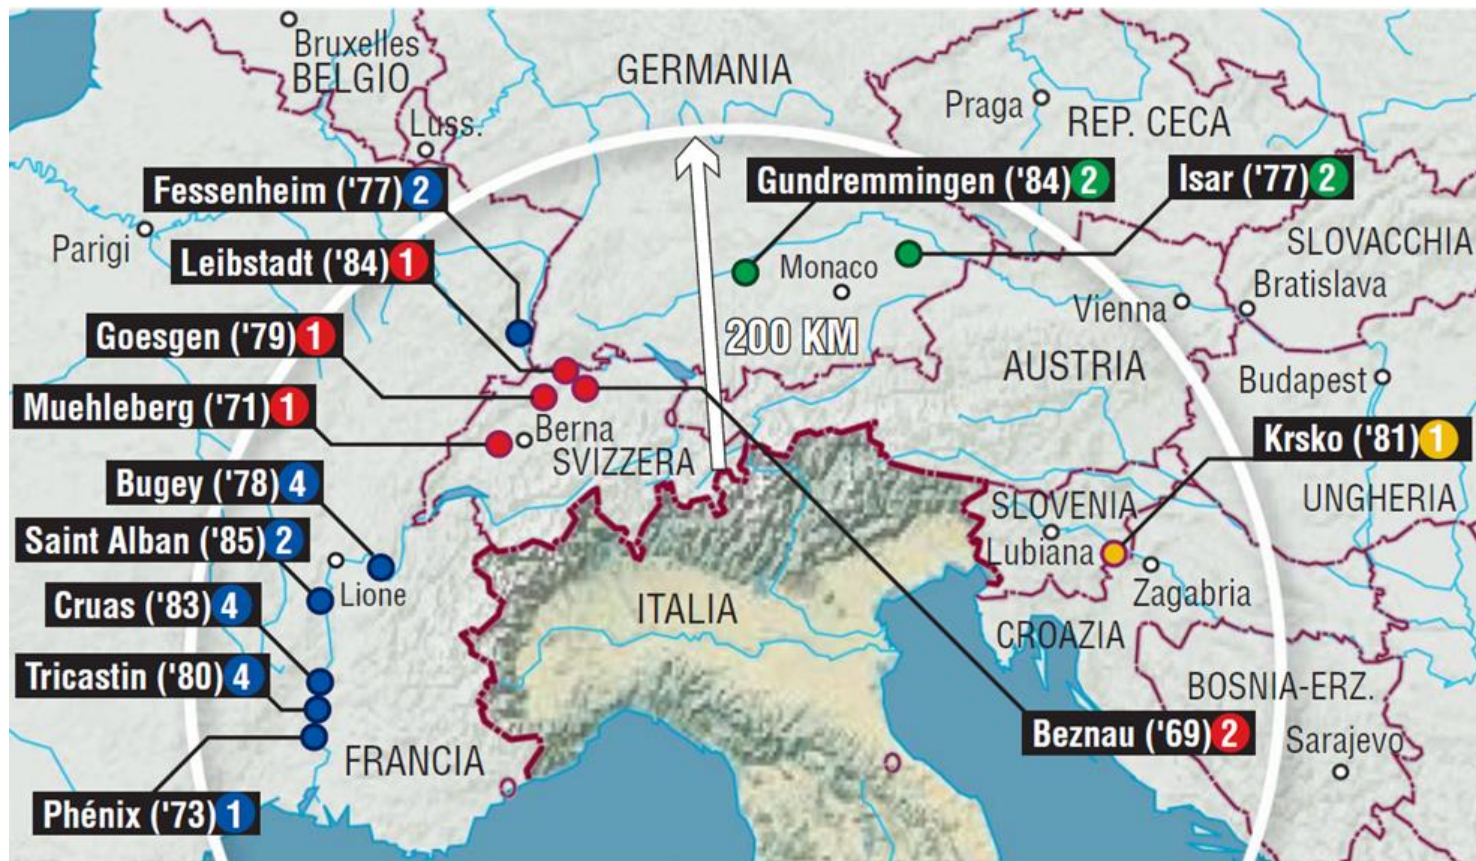 Bruxelles
BELGIO
GERMANIA
Praga
REP. CECA
Luss.
Fessenheim ('77) 2
Gundremmingen ('84) 2
Isar ('77) 2
Parigi
Leibstadt ('84) 1
Monaco
SLOVACCHIA
Bratislava
Vienna
Goesgen ('79) 1
200 KM
AUSTRIA
Budapest
Muehleberg ('71) 1
Berna
SVIZZERA
Krsko ('81) 1
Bugey ('78) 4
SLOVENIA
UNGHERIA
Saint Alban ('85) 2
Lubiana
Lione
Zagabria
Cruas ('83) 4
ITALIA
CROAZIA
Tricastin ('80) 4
BOSNIA-ERZ.
Beznau ('69) 2
Sarajevo
FRANCIA
Phénix ('73) 1